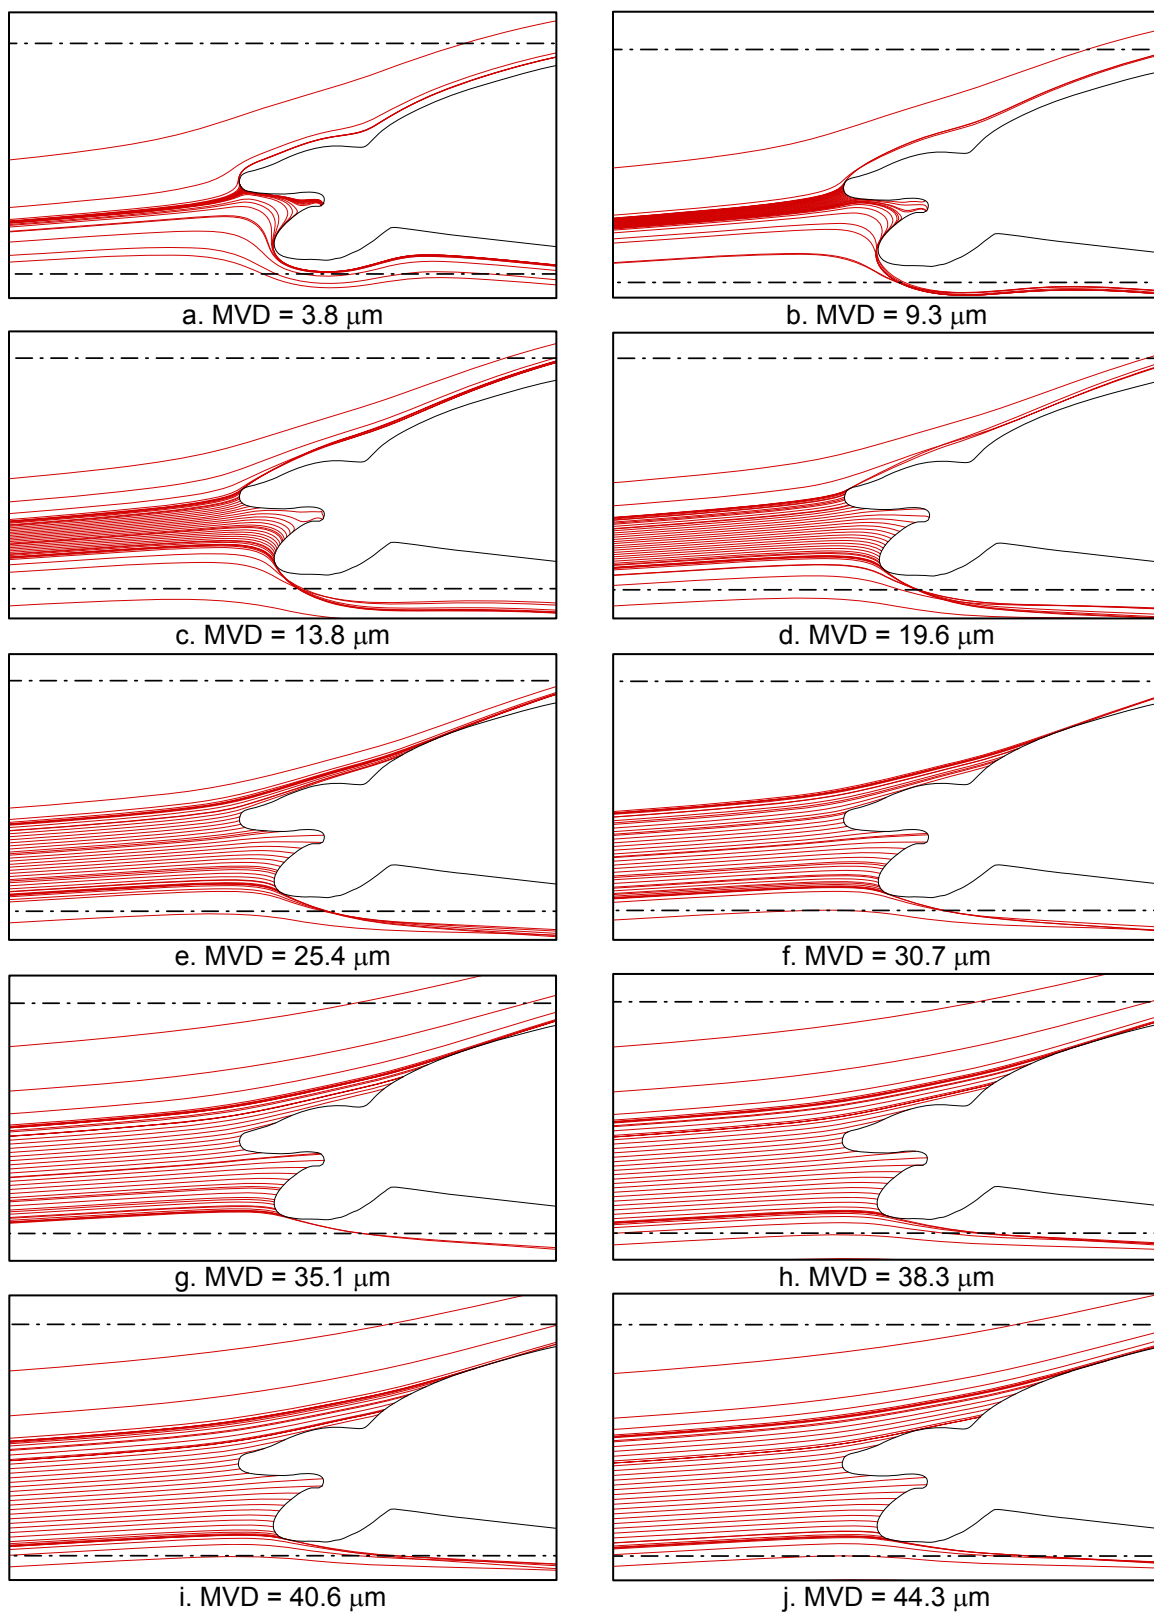 a. MVD = 3.8 μm
b. MVD = 9.3 μm
c. MVD = 13.8 μm
d. MVD = 19.6 μm
e. MVD = 25.4 μm
f. MVD = 30.7 μm
g. MVD = 35.1 μm
h. MVD = 38.3 μm
i. MVD = 40.6 μm
j. MVD = 44.3 μm